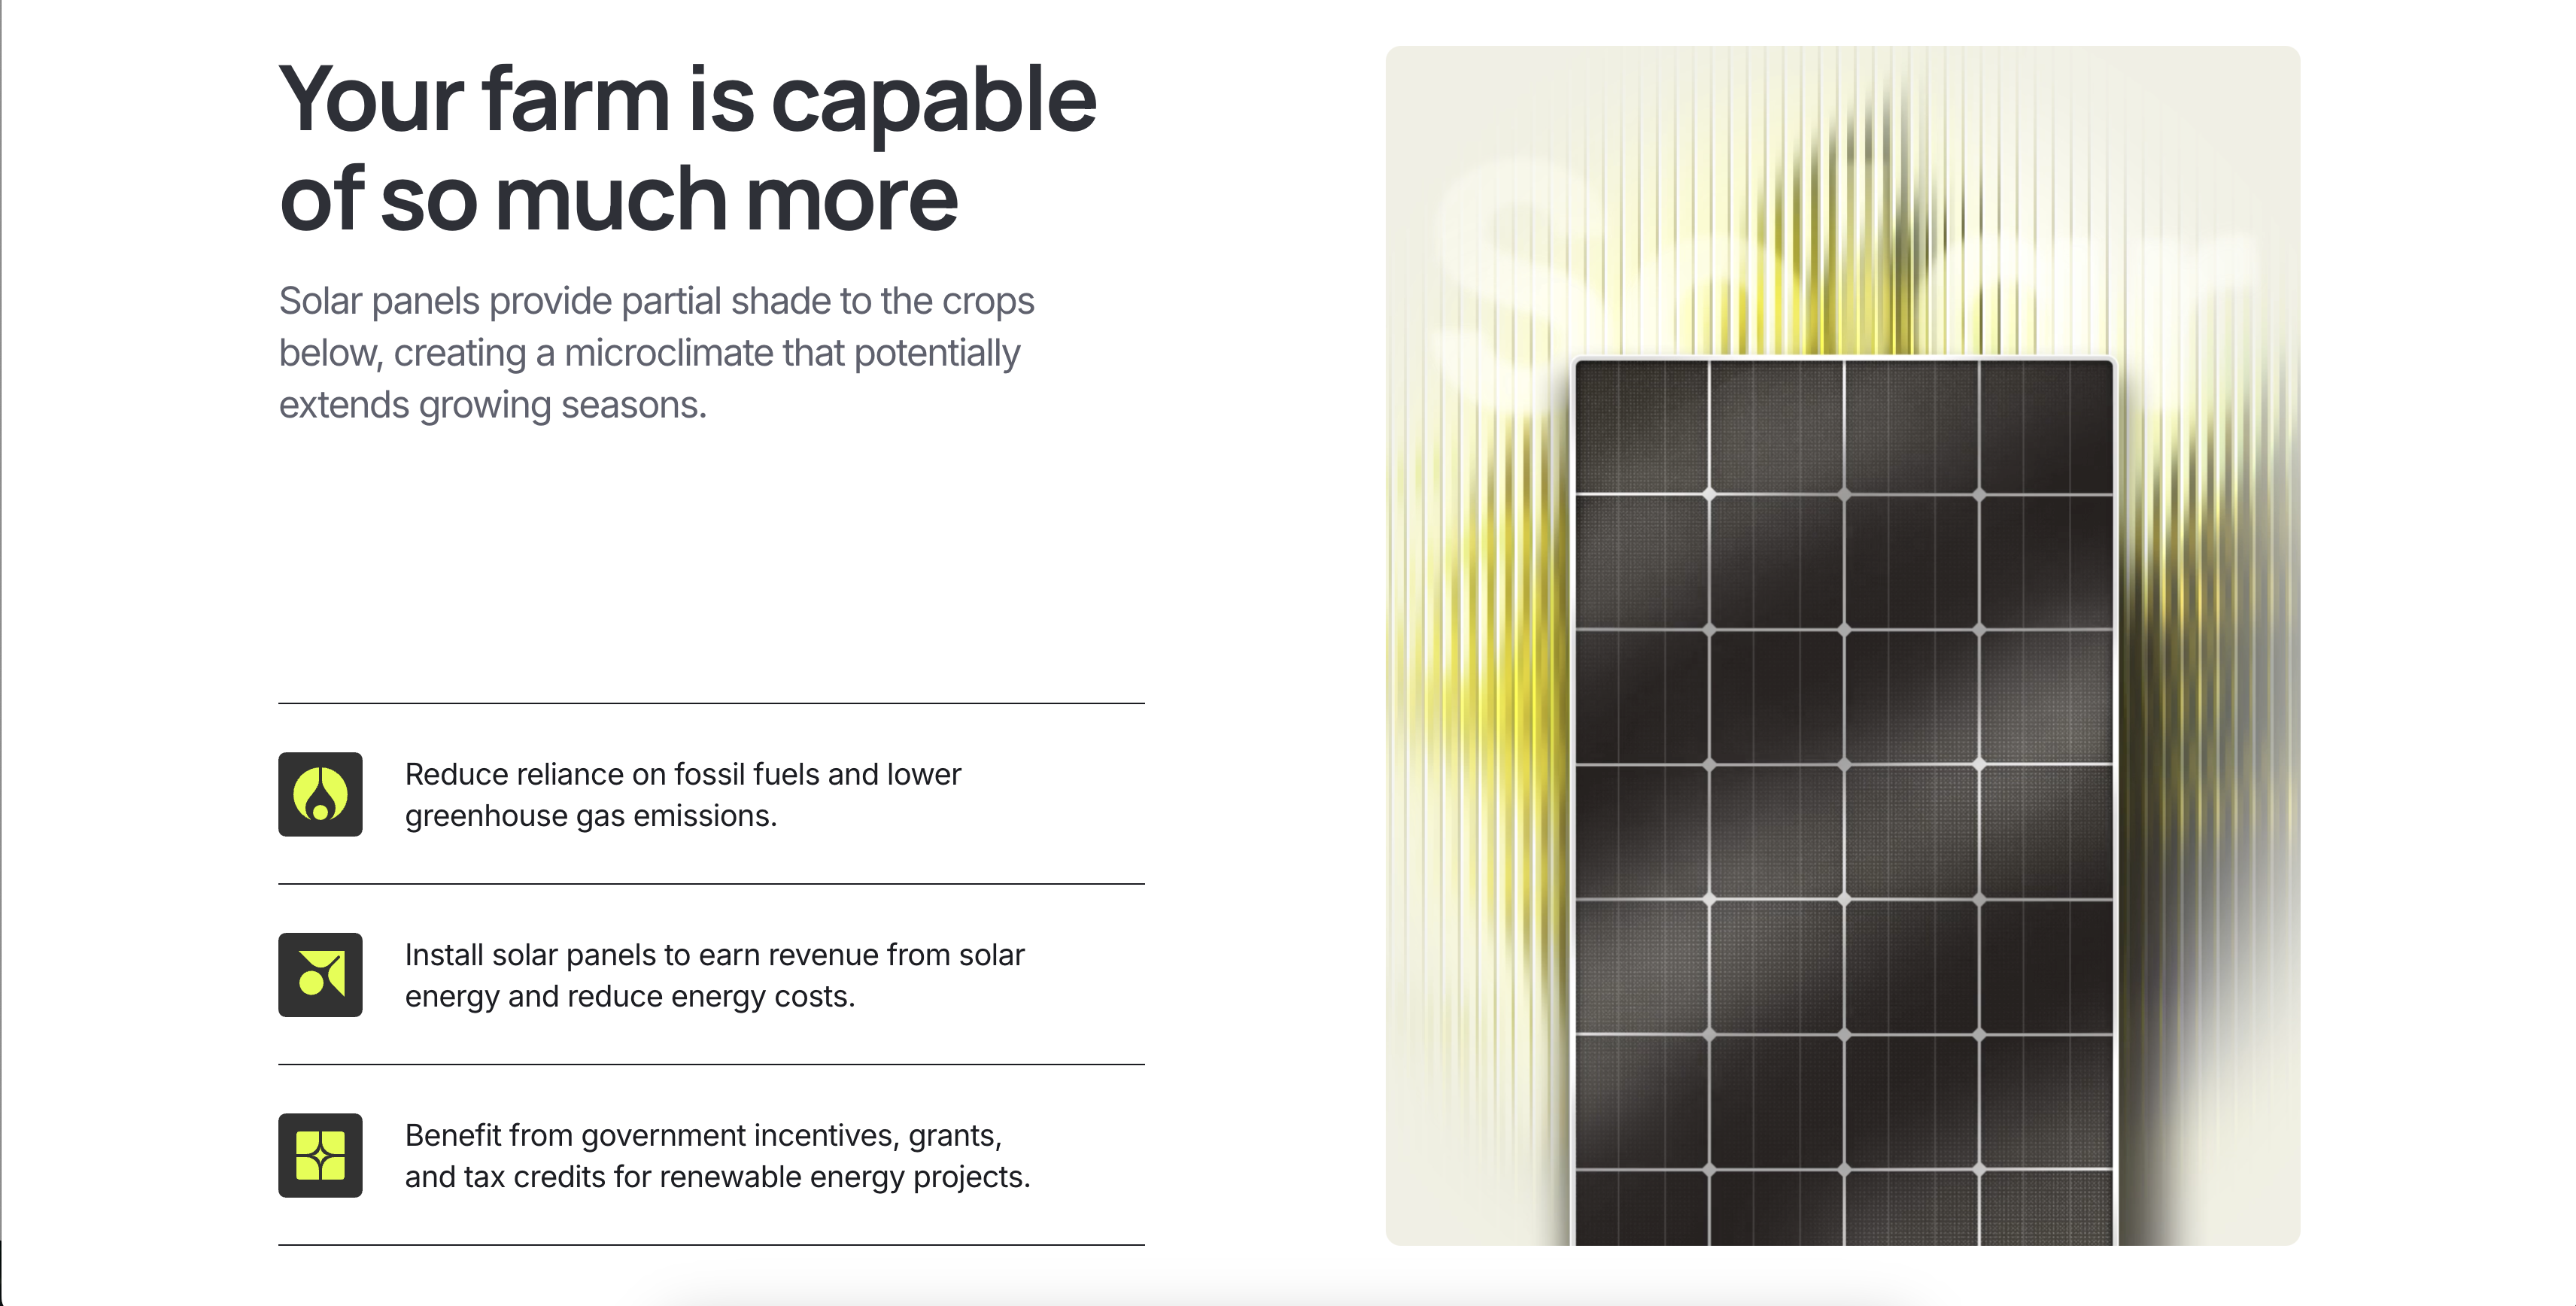 Your farm is capable
of so much more
Solar panels provide partial shade to the crops
below, creating a microclimate that potentially
extends growing seasons.
Reduce reliance on fossil fuels and lower
greenhouse gas emissions.
Install solar panels to earn revenue from solar
energy and reduce energy costs.
Benefit from government incentives, grants,
and tax credits for renewable energy projects.